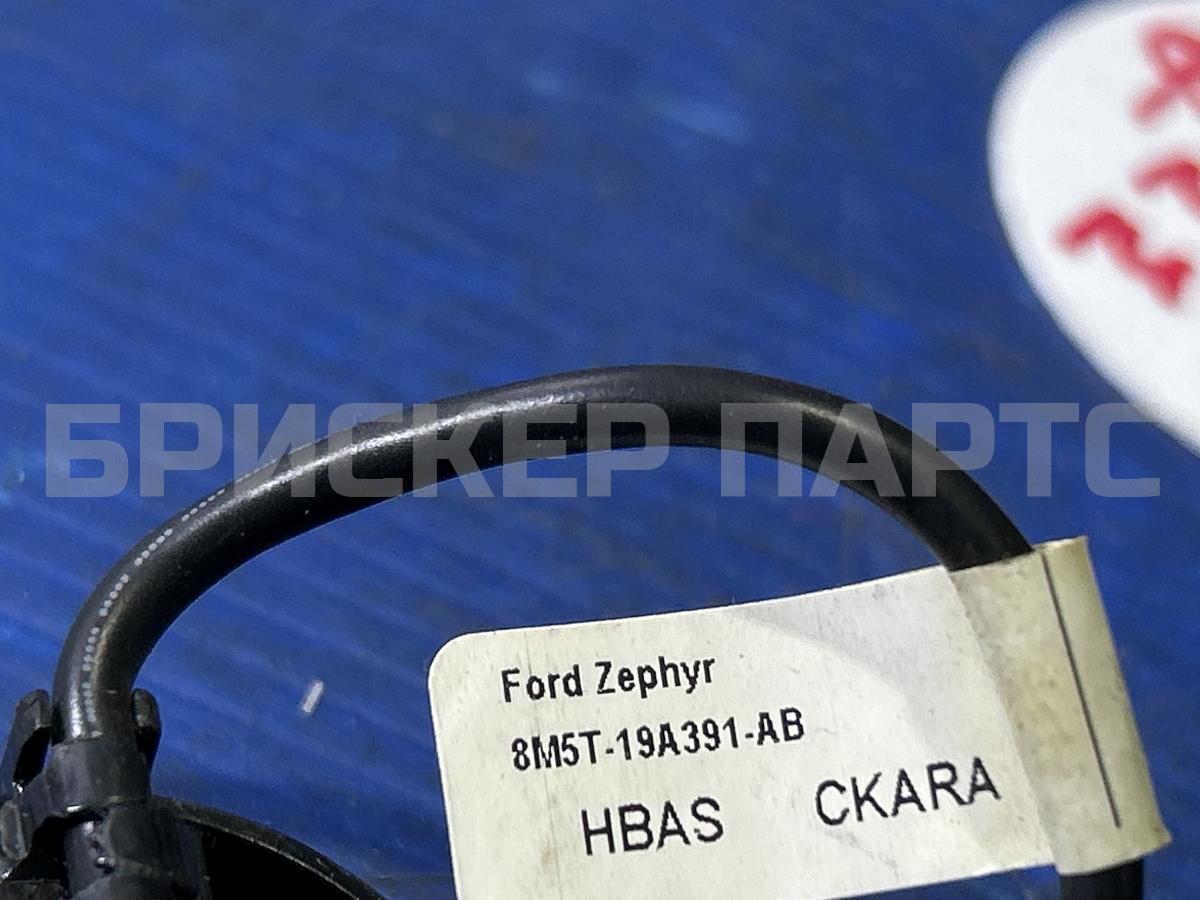 БРИСКЕР ПАРТС
Ford Zephyr
8M5T-19A391-AB
HBAS CKARA